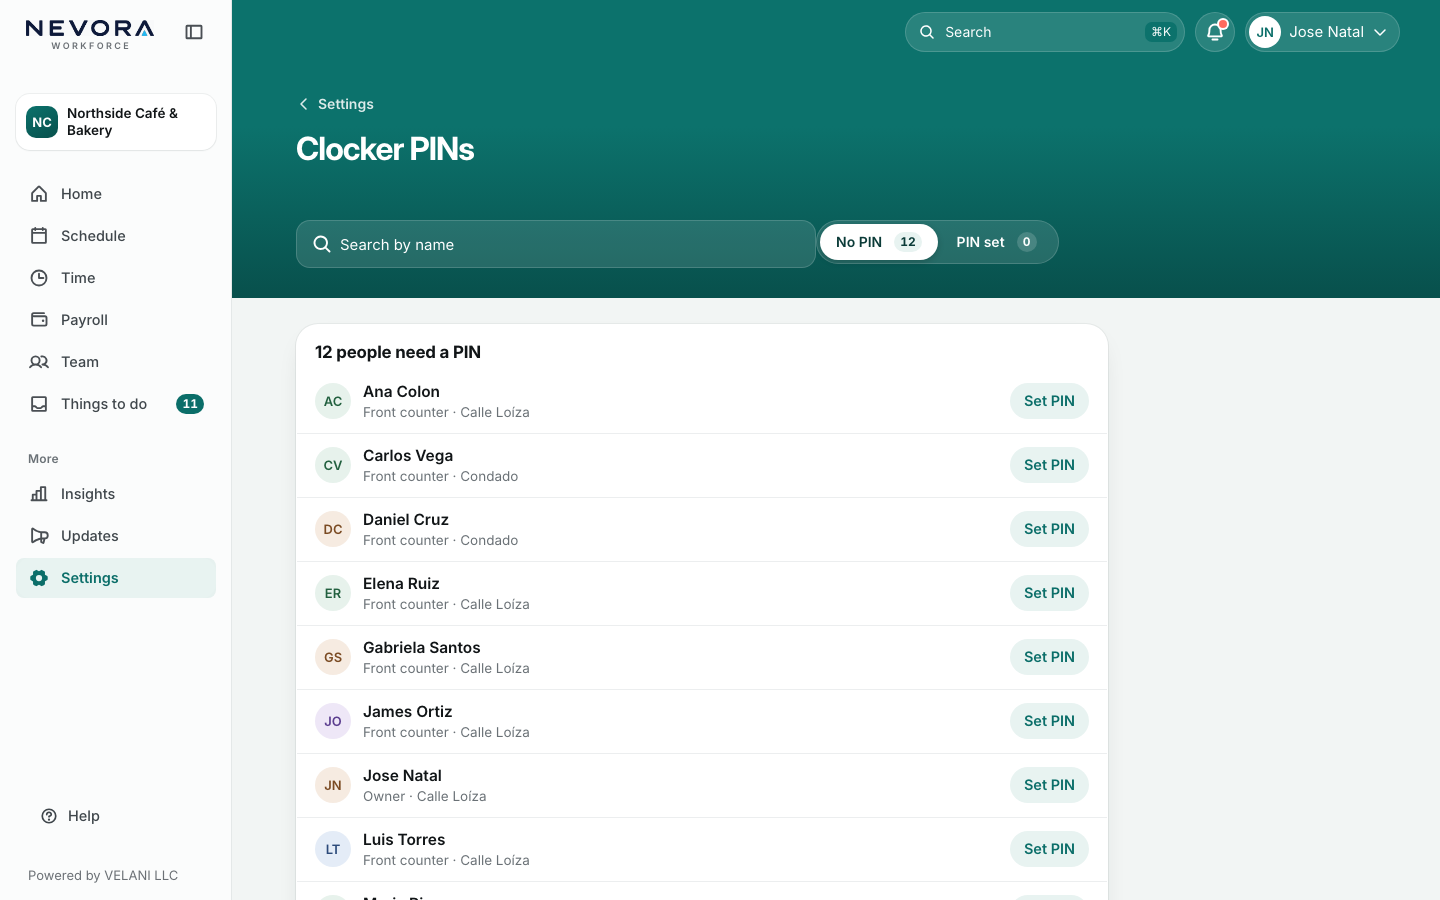 NEVORA
WORKFORCE
Search
⌘K
JN
Jose Natal
NC
Northside Café &
Bakery
Home
Schedule
Time
Payroll
Team
Things to do
11
More
Insights
Updates
Settings
Help
Powered by VELANI LLC
Settings
Clocker PINs
Search by name
No PIN 12
PIN set 0
12 people need a PIN
AC
Ana Colon
Front counter · Calle Loíza
Set PIN
CV
Carlos Vega
Front counter · Condado
Set PIN
DC
Daniel Cruz
Front counter · Condado
Set PIN
ER
Elena Ruiz
Front counter · Calle Loíza
Set PIN
GS
Gabriela Santos
Front counter · Calle Loíza
Set PIN
JO
James Ortiz
Front counter · Calle Loíza
Set PIN
JN
Jose Natal
Owner · Calle Loíza
Set PIN
LT
Luis Torres
Front counter · Calle Loíza
Set PIN